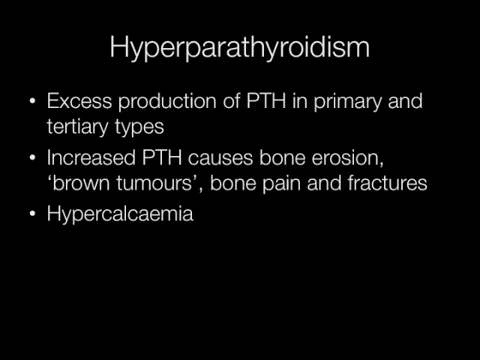 Hyperparathyroidism
• Excess production of PTH in primary and
tertiary types
• Increased PTH causes bone erosion,
‘brown tumours’, bone pain and fractures
• Hypercalcaemia